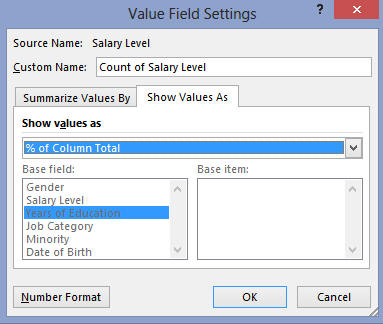 Value Field Settings
Source Name: Salary Level
Custom Name: Count of Salary Level
Summarize Values By Show Values As
Show values as
% of Column Total
Base field: Base item:
Gender
Salary Level
Years of Education
Job Category
Minority
Date of Birth
Number Format OK Cancel